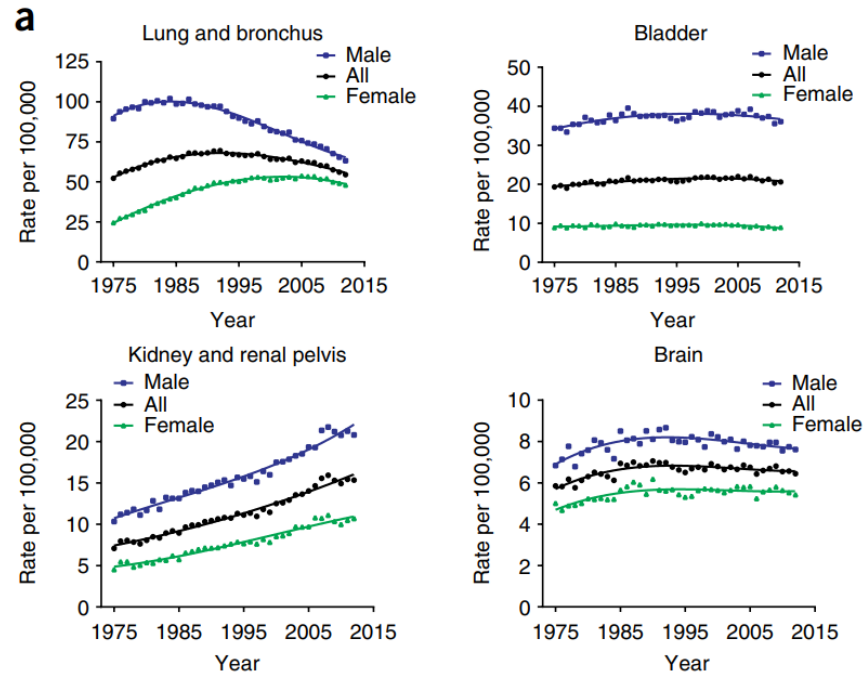 a
Lung and bronchus
Male
All
Female
125
100
75
50
25
0
Rate per 100,000
1975 1985 1995 2005 2015
Year
Bladder
Male
All
Female
50
40
30
20
10
0
Rate per 100,000
1975 1985 1995 2005 2015
Year
Kidney and renal pelvis
Male
All
Female
25
20
15
10
5
0
Rate per 100,000
1975 1985 1995 2005 2015
Year
Brain
Male
All
Female
10
8
6
4
2
0
Rate per 100,000
1975 1985 1995 2005 2015
Year